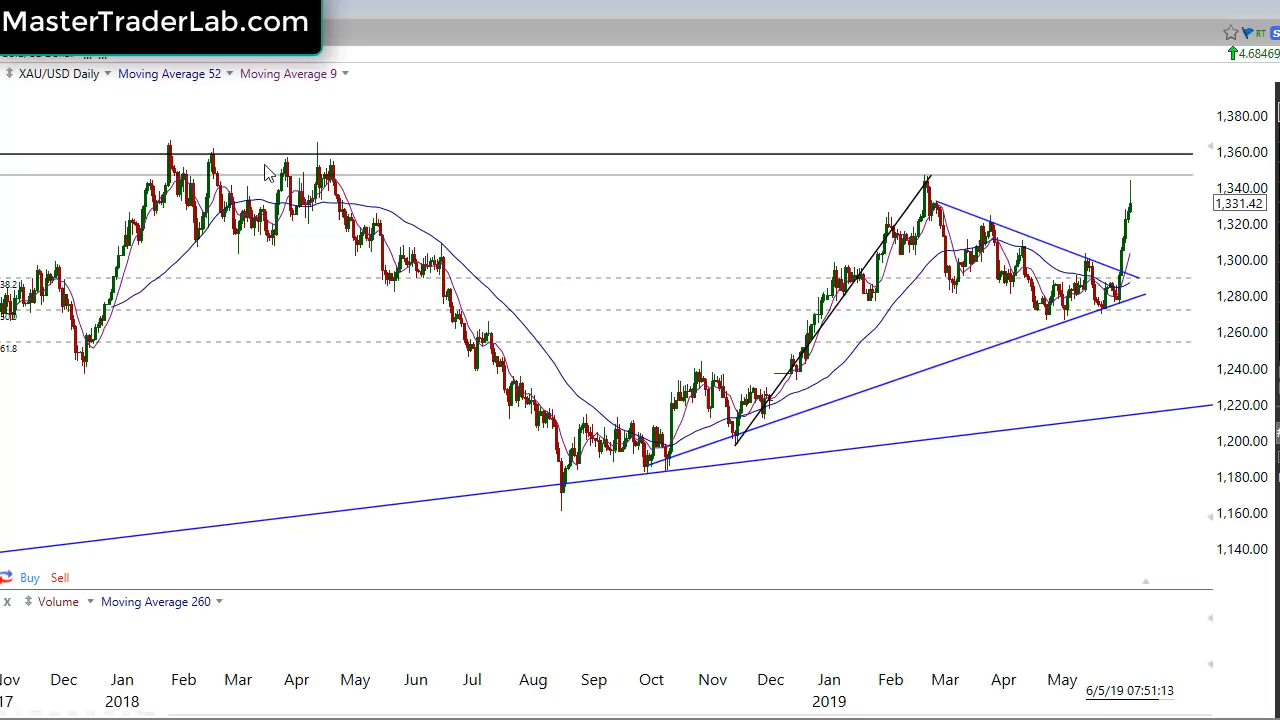 MasterTraderLab.com
RT
4.68469
XAU/USD Daily Moving Average 52 Moving Average 9
1,380.00
1,360.00
1,340.00
1,331.42
1,320.00
1,300.00
1,280.00
1,260.00
1,240.00
1,220.00
1,200.00
1,180.00
1,160.00
1,140.00
38.21
61.8
Buy Sell
X Volume Moving Average 260
Nov Dec Jan Feb Mar Apr May Jun Jul Aug Sep Oct Nov Dec Jan Feb Mar Apr May
17 2018 2019
6/5/19 07:51:13